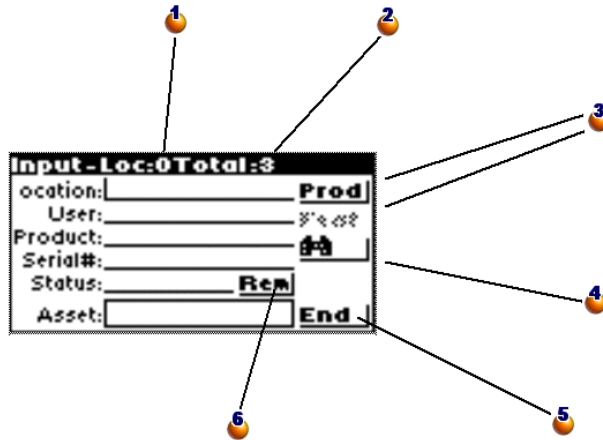 1
2
3
Input-Loc:0Total:3
ocation: Prod
User:
Product:
Serial#:
Status: Rem
4
Asset: End
5
6